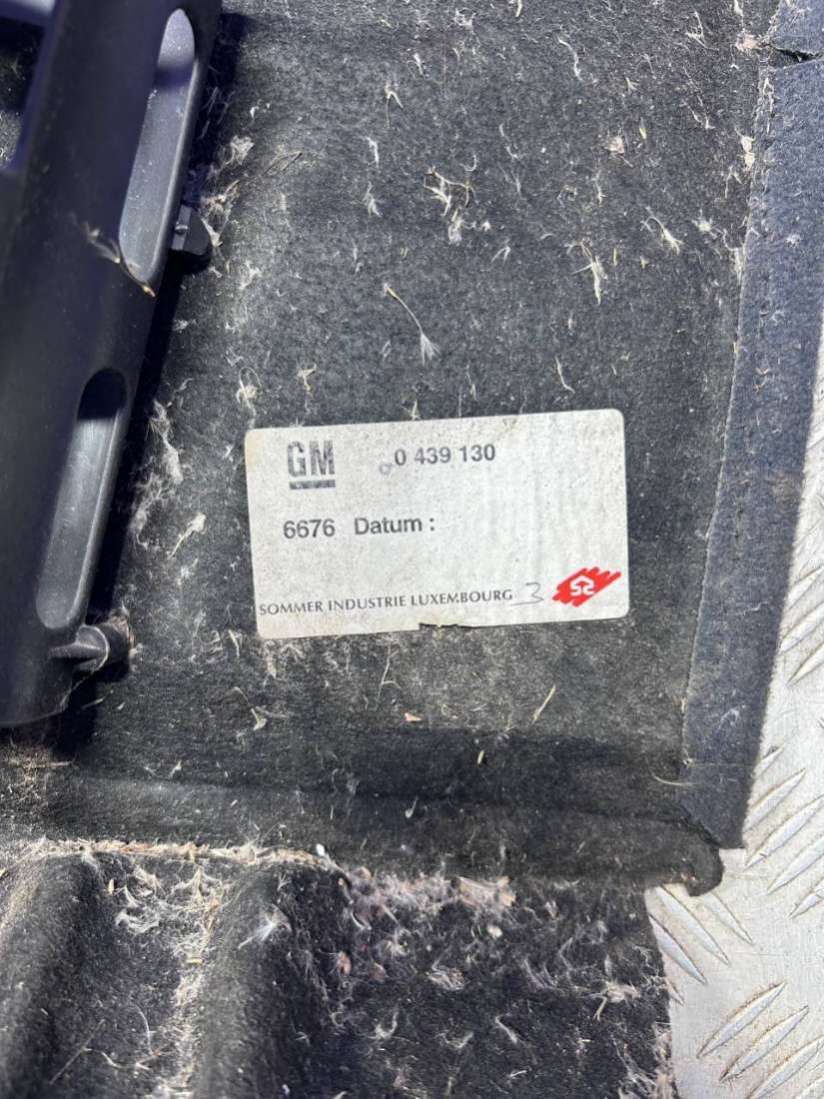 GM 0 439 130
6676 Datum :
SOMMER INDUSTRIE LUXEMBOURG 3